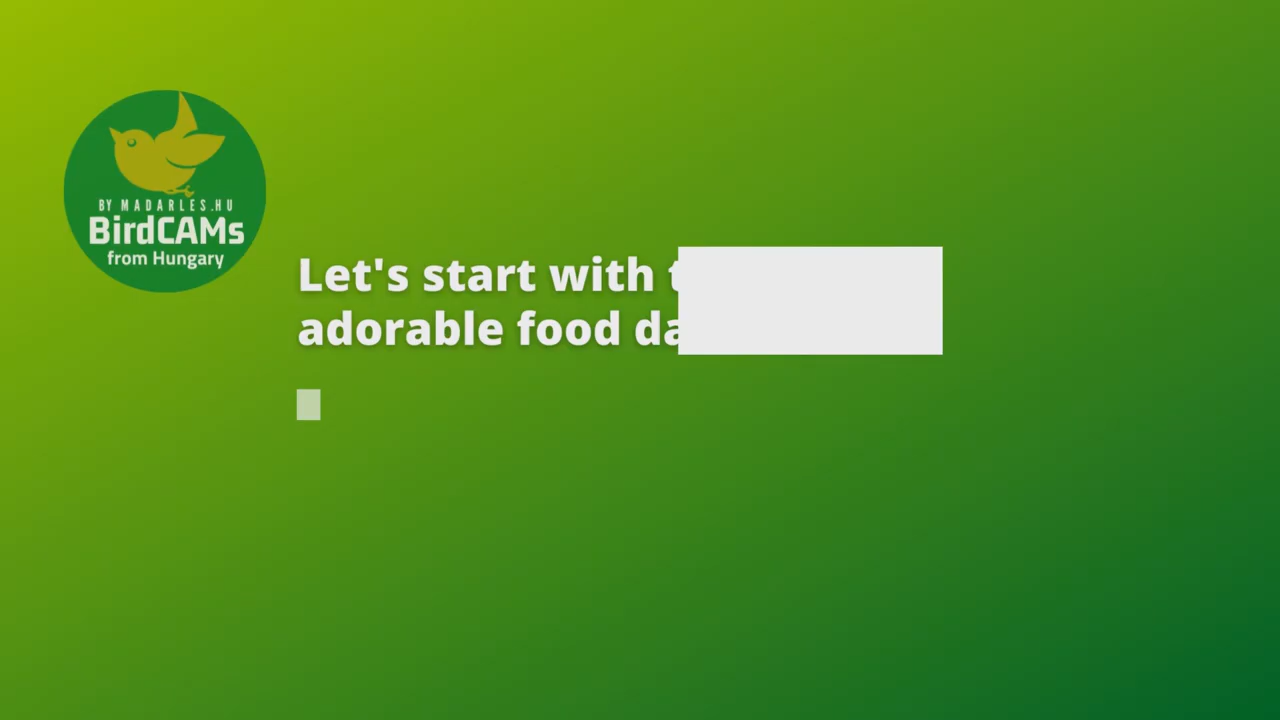 BY MADARLES.HU
BirdCAMs
from Hungary
Let's start with
adorable food